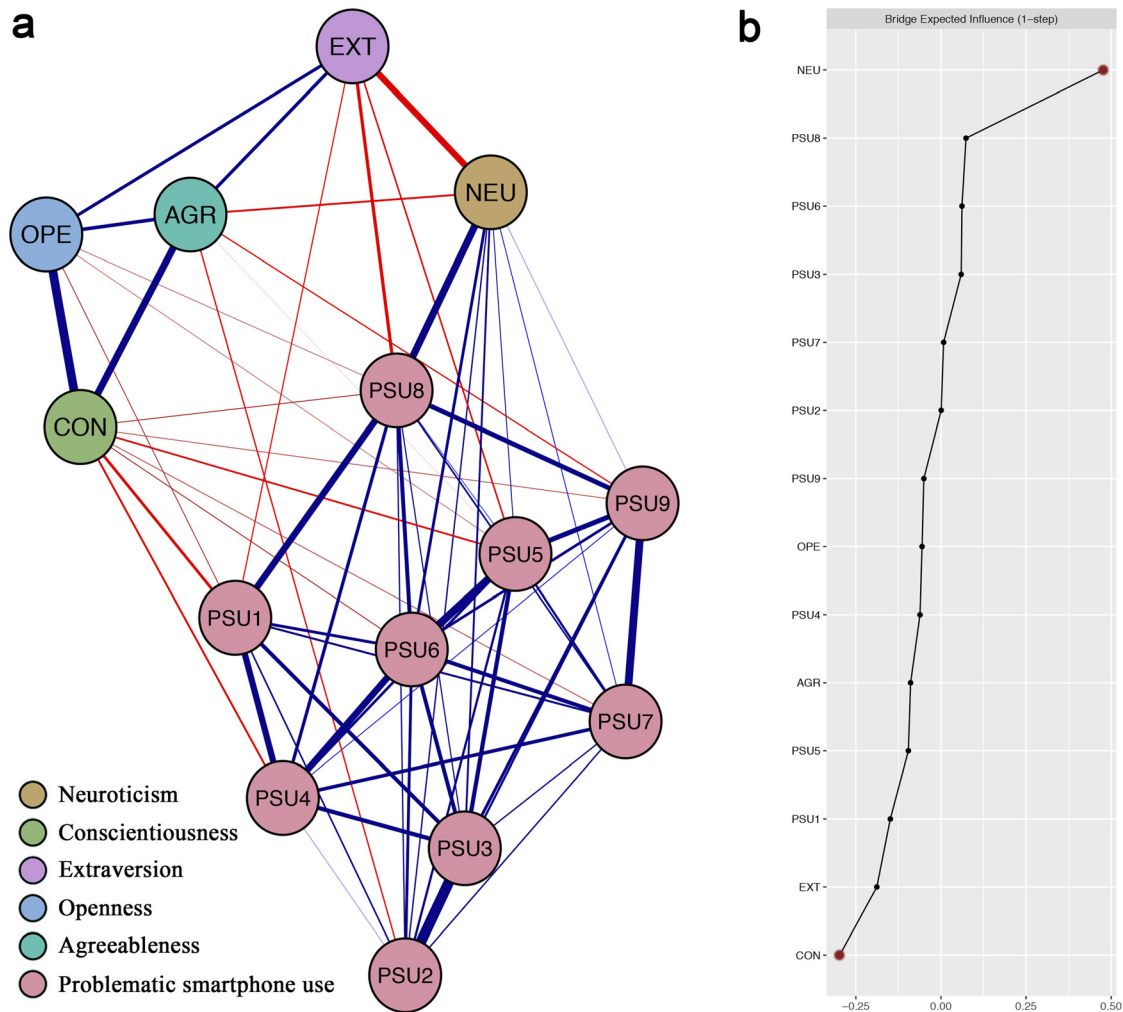 a
EXT
NEU
AGR
OPE
PSU8
CON
PSU9
PSU5
PSU1
PSU6
PSU7
PSU4
PSU3
PSU2
Neuroticism
Conscientiousness
Extraversion
Openness
Agreeableness
Problematic smartphone use
b
Bridge Expected Influence (1−step)
NEU
PSU8
PSU6
PSU3
PSU7
PSU2
PSU9
OPE
PSU4
AGR
PSU5
PSU1
EXT
CON
−0.25 0.00 0.25 0.50